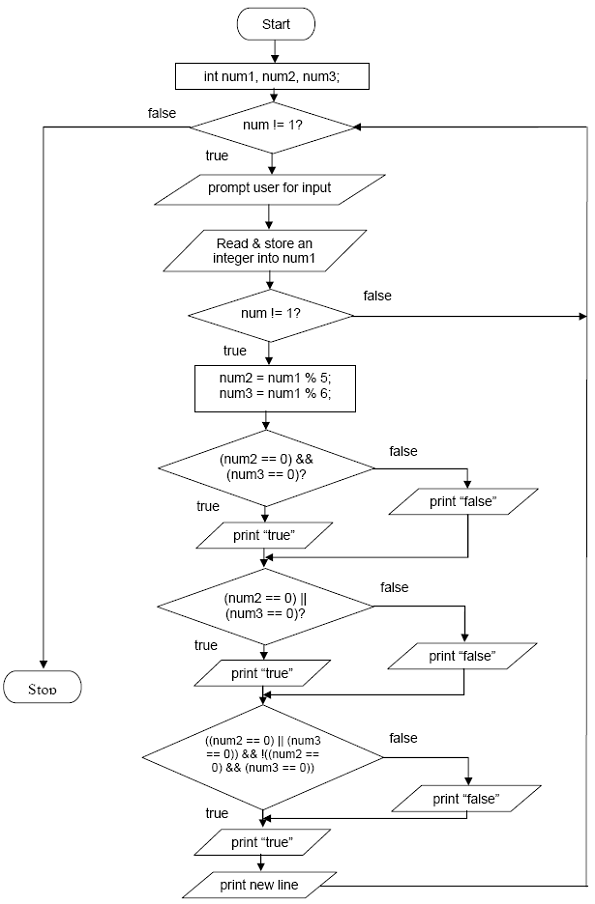 Start
int num1, num2, num3;
false
num != 1?
true
prompt user for input
Read & store an
integer into num1
false
num != 1?
true
num2 = num1 % 5;
num3 = num1 % 6;
(num2 == 0) &&
(num3 == 0)?
false
true
print “false”
print “true”
(num2 == 0) ||
(num3 == 0)?
false
true
print “false”
print “true”
Stop
((num2 == 0) || (num3
== 0)) && !((num2 ==
0) && (num3 == 0))
false
true
print “false”
print “true”
print new line